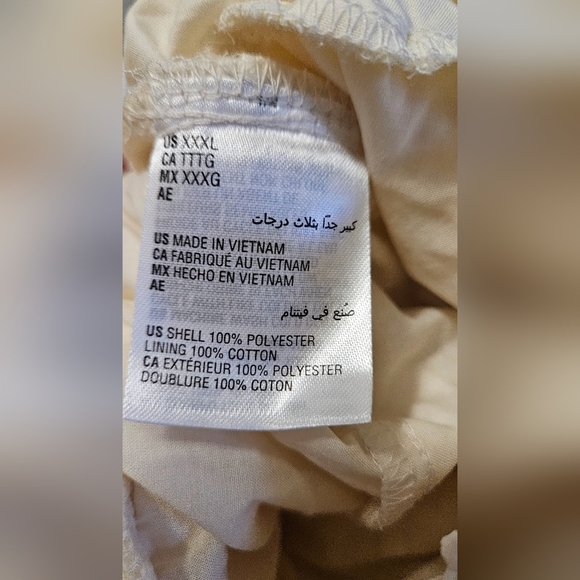 US XXXL
CA TTTG
MX XXXG
AE
كبير جدًا بثلاث درجات
US MADE IN VIETNAM
CA FABRIQUÉ AU VIETNAM
MX HECHO EN VIETNAM
AE
صُنع في فيتنام
US SHELL 100% POLYESTER
LINING 100% COTTON
CA EXTÉRIEUR 100% POLYESTER
DOUBLURE 100% COTON